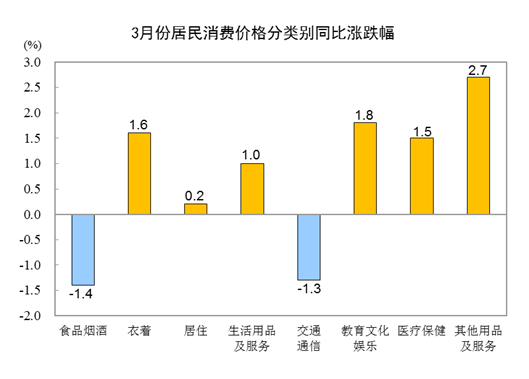 3月份居民消费价格分类别同比涨跌幅
(%)
3.0
2.5
2.0
1.5
1.0
0.5
0.0
-0.5
-1.0
-1.5
-2.0
-1.4
1.6
0.2
1.0
-1.3
1.8
1.5
2.7
食品烟酒
衣着
居住
生活用品
及服务
交通
通信
教育文化
娱乐
医疗保健
其他用品
及服务